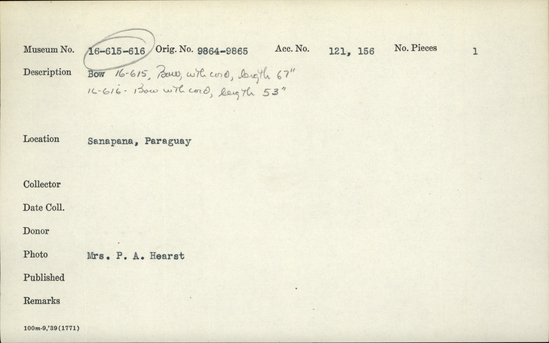 Museum No. 16-615-616 Orig. No. 9864-9865 Acc. No. 121, 156 No. Pieces 1
Description Bow 16-615, Bow, with cord, length 67"
16-616 - Bow with cord, length 53"
Location Sanapana, Paraguay
Collector
Date Coll.
Donor
Photo Mrs. P. A. Hearst
Published
Remarks
100m-9,'39(1771)